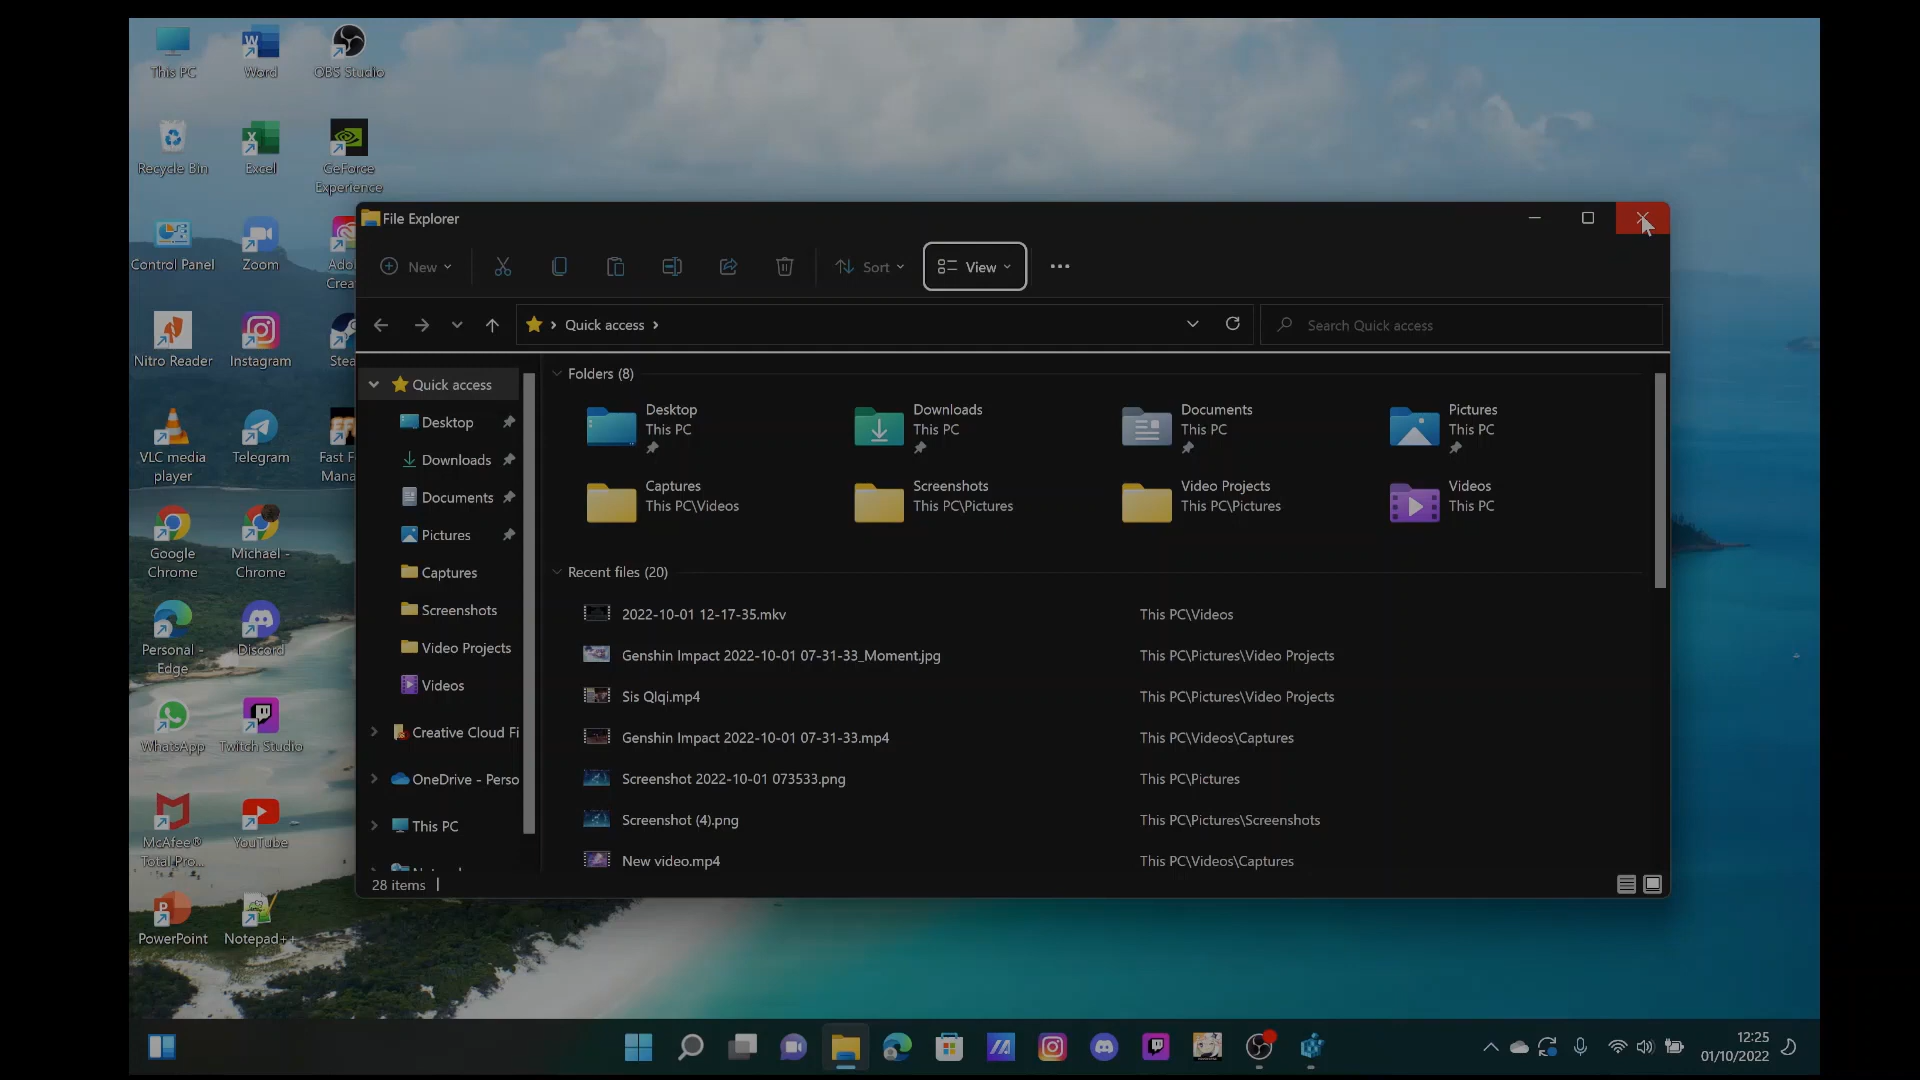 This PC
Word
OBS Studio
Recycle Bin
Excel
GeForce
Experience
Control Panel
Zoom
Ado
Crea
Nitro Reader
Instagram
Stea
VLC media
player
Telegram
Fast F
Mana
Google
Chrome
Michael -
Chrome
Personal -
Edge
Discord
WhatsApp
Twitch Studio
McAfee®
Total Pro...
YouTube
PowerPoint
Notepad++
File Explorer
New
Sort
View
Quick access
Search Quick access
Quick access
Desktop
Downloads
Documents
Pictures
Captures
Screenshots
Video Projects
Videos
Creative Cloud Fi
OneDrive - Perso
This PC
Folders (8)
Desktop
This PC
Downloads
This PC
Documents
This PC
Pictures
This PC
Captures
This PC\Videos
Screenshots
This PC\Pictures
Video Projects
This PC\Pictures
Videos
This PC
Recent files (20)
2022-10-01 12-17-35.mkv This PC\Videos
Genshin Impact 2022-10-01 07-31-33_Moment.jpg This PC\Pictures\Video Projects
Sis Qlqi.mp4 This PC\Pictures\Video Projects
Genshin Impact 2022-10-01 07-31-33.mp4 This PC\Videos\Captures
Screenshot 2022-10-01 073533.png This PC\Pictures
Screenshot (4).png This PC\Pictures\Screenshots
New video.mp4 This PC\Videos\Captures
28 items
12:25
01/10/2022